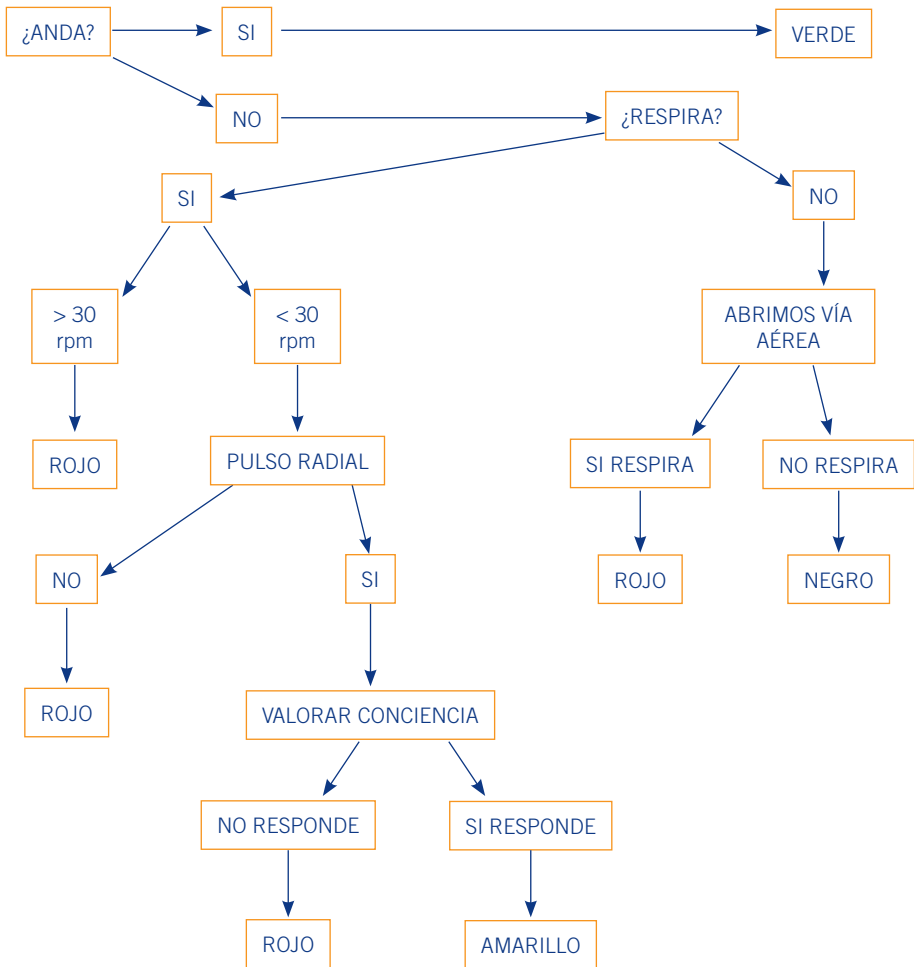 ¿ANDA?
SI
VERDE
NO
¿RESPIRA?
SI
NO
> 30
rpm
< 30
rpm
ABRIMOS VÍA
AÉREA
ROJO
PULSO RADIAL
SI RESPIRA
NO RESPIRA
NO
SI
ROJO
NEGRO
ROJO
VALORAR CONCIENCIA
NO RESPONDE
SI RESPONDE
ROJO
AMARILLO